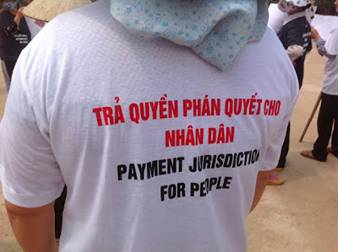 TRẢ QUYỀN PHÁN QUYẾT CHO
NHÂN DÂN
PAYMENT JURISDICTION
FOR PEOPLE